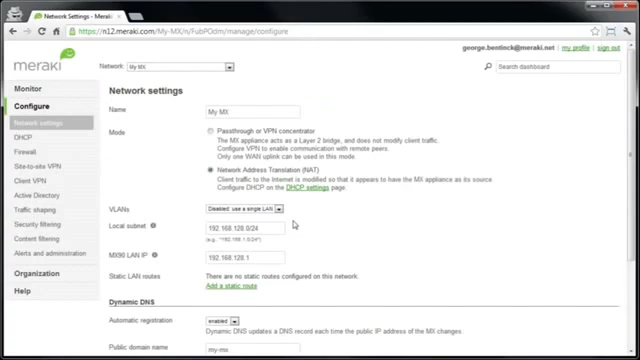 Network Settings - Meraki
https://n12.meraki.com/My-MX/n/FubPOdm/manage/configure
george.bentinck@meraki.net | my profile | sign out
meraki
Network: My MX
Search dashboard
Monitor
Configure
Network settings
DHCP
Firewall
Site-to-site VPN
Client VPN
Active Directory
Traffic shaping
Security filtering
Content filtering
Alerts and administration
Organization
Help
Network settings
Name
My MX
Mode
Passthrough or VPN concentrator
The MX appliance acts as a Layer 2 bridge, and does not modify client traffic.
Configure VPN to enable communication with remote peers.
Only one WAN uplink can be used in this mode.
Network Address Translation (NAT)
Client traffic to the Internet is modified so that it appears to have the MX appliance as its source.
Configure DHCP on the DHCP settings page.
VLANs
Disabled: use a single LAN
Local subnet
192.168.128.0/24
(e.g., "192.168.1.0/24")
MX90 LAN IP
192.168.128.1
Static LAN routes
There are no static routes configured on this network.
Add a static route
Dynamic DNS
Automatic registration
enabled
Dynamic DNS updates a DNS record each time the public IP address of the MX changes.
Public domain name
my-mx